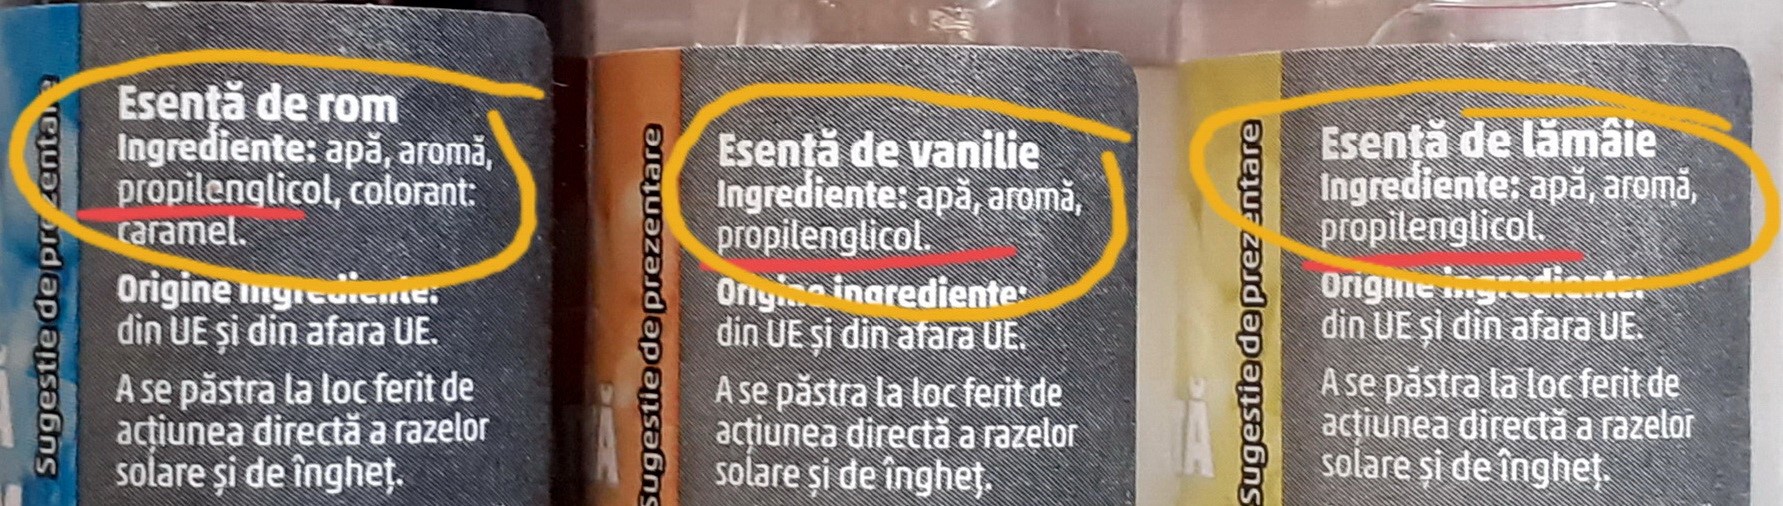 Sugestie de prezentare
Esență de rom
Ingrediente: apă, aromă,
propilenglicol, colorant:
caramel.
Origine ingrediente:
din UE și din afara UE.
A se păstra la loc ferit de
acțiunea directă a razelor
solare și de îngheț.
Ă
Sugestie de prezentare
Esență de vanilie
Ingrediente: apă, aromă,
propilenglicol.
Origine ingrediente:
din UE și din afara UE.
A se păstra la loc ferit de
acțiunea directă a razelor
solare și de îngheț.
Ă
Sugestie de prezentare
Esență de lămâie
Ingrediente: apă, aromă,
propilenglicol.
Origine ingrediente:
din UE și din afara UE.
A se păstra la loc ferit de
acțiunea directă a razelor
solare și de îngheț.